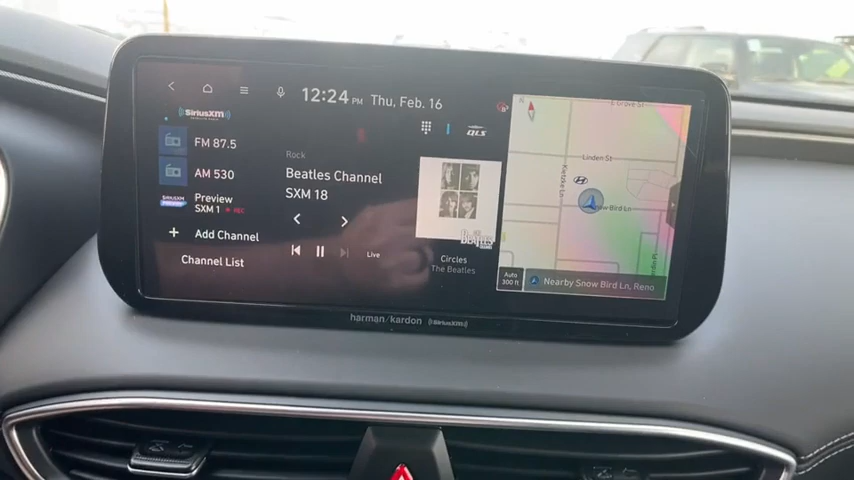 12:24 PM Thu, Feb. 16
((SiriusXM))
FM 87.5
AM 530
Preview
SXM 1
Add Channel
Channel List
QLS
Rock
Beatles Channel
SXM 18
Live
Circles
The Beatles
E Grove St
Linden St
Kietzke Ln
Snow Bird Ln
Auto
300 ft
Nearby Snow Bird Ln, Reno
harman/kardon ((SiriusXM))